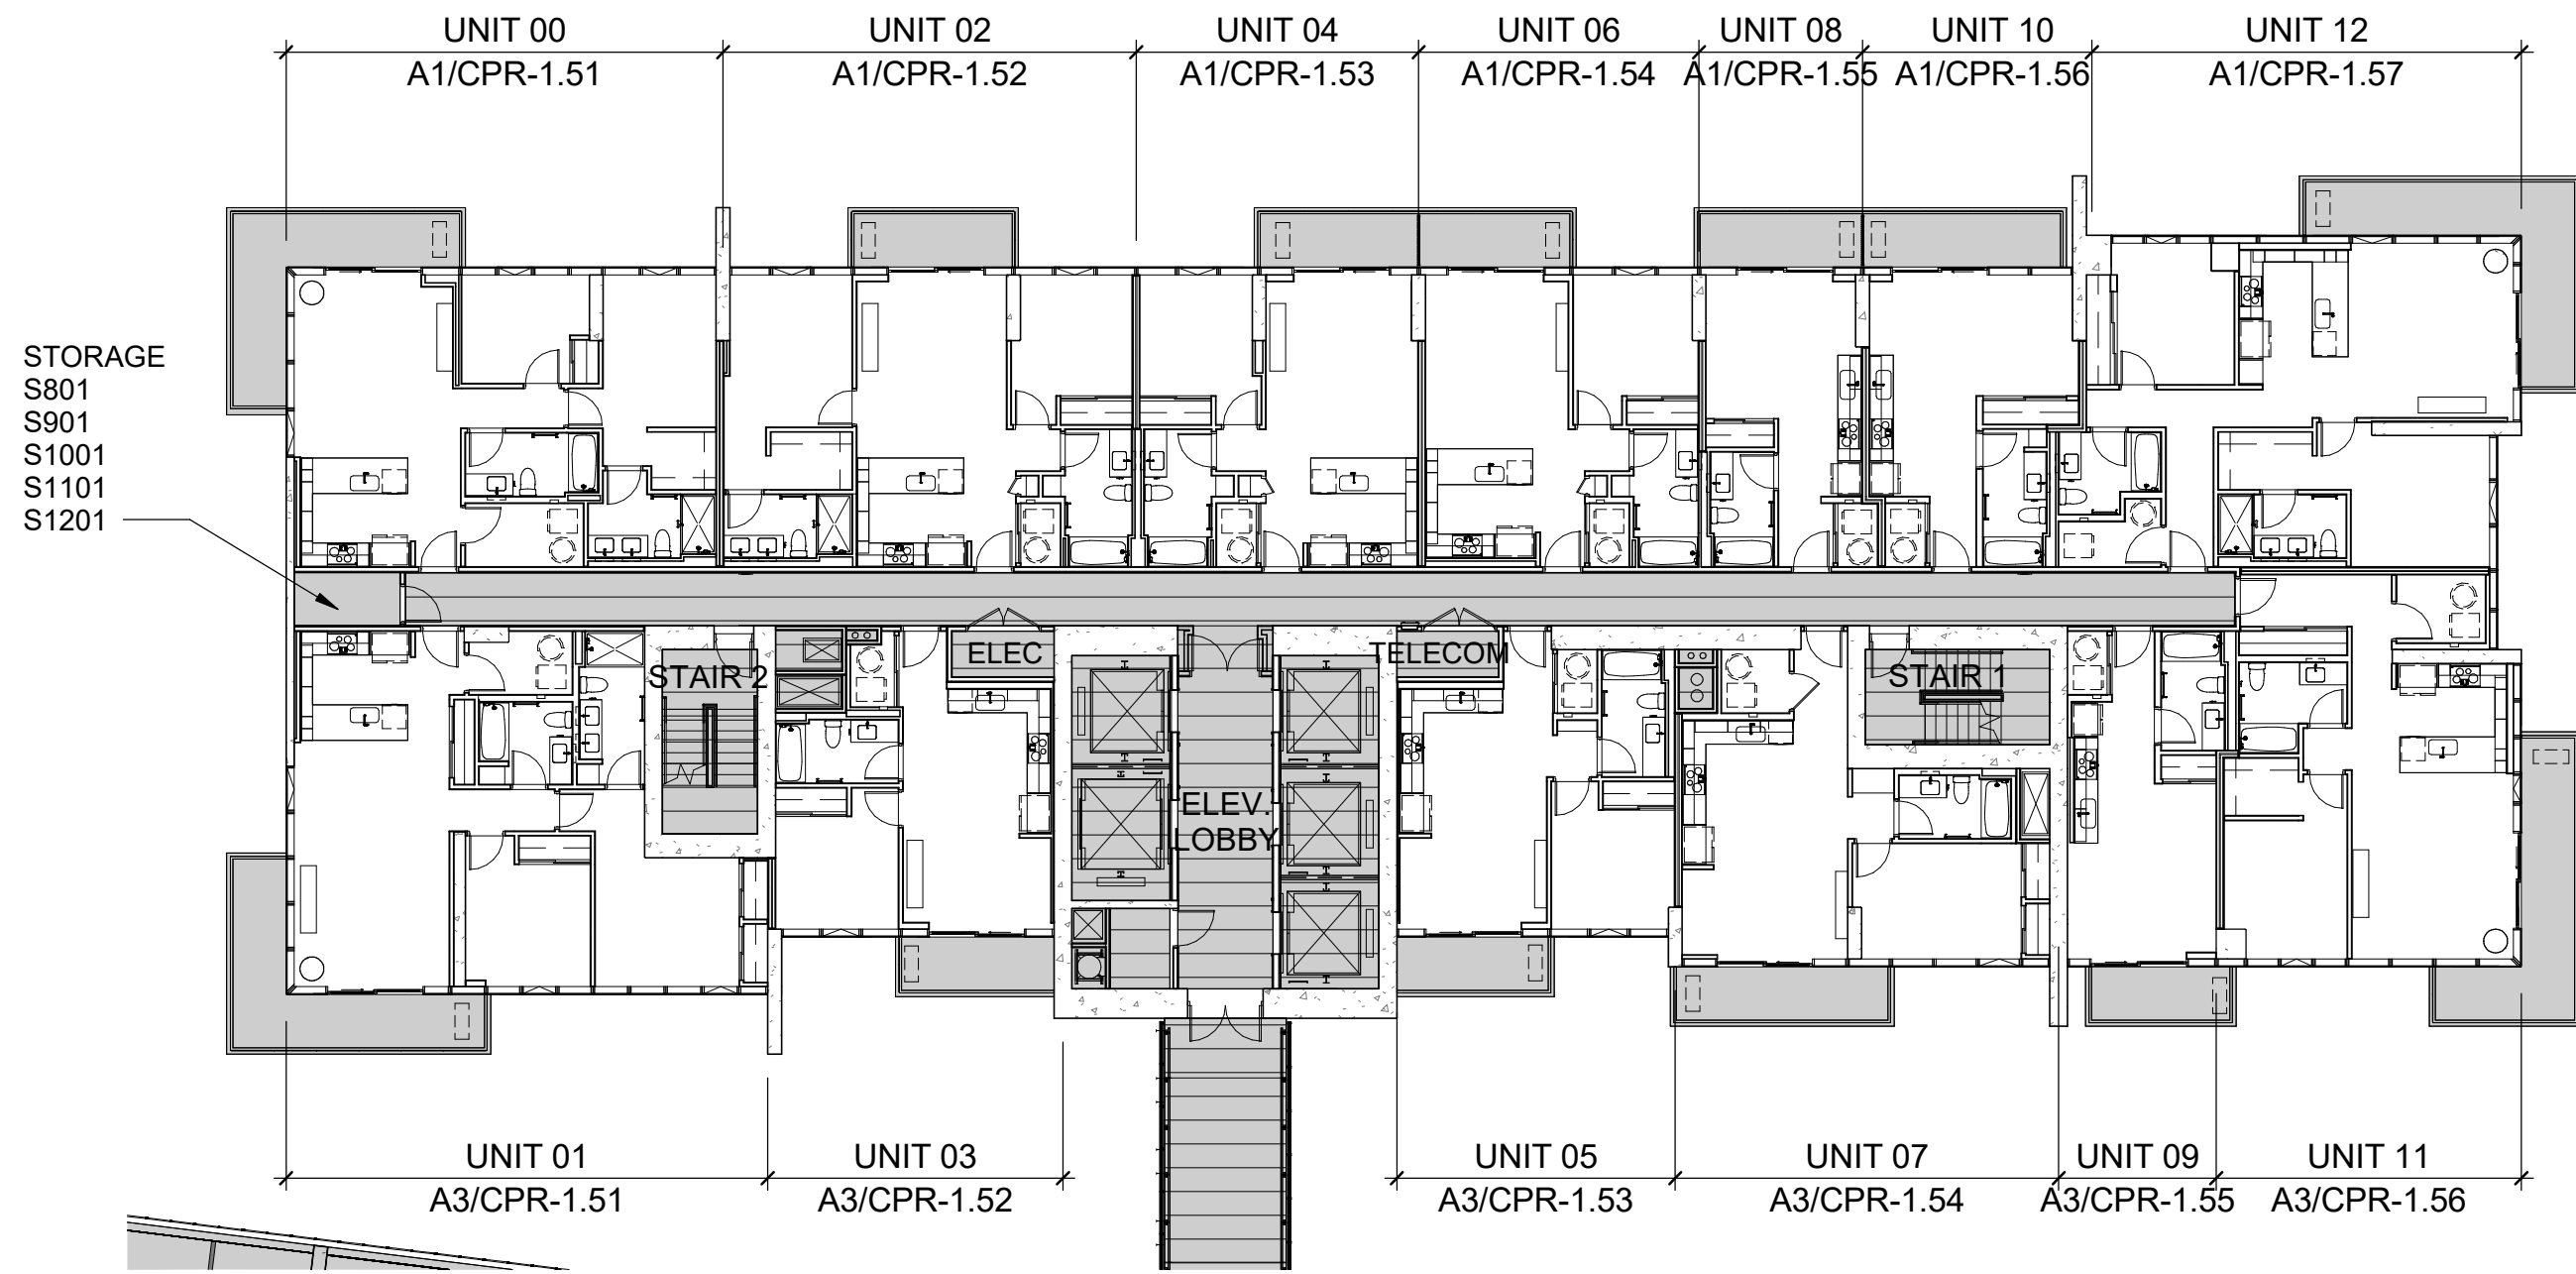 UNIT 00
UNIT 02
UNIT 04
UNIT 06
UNIT 08
UNIT 10
UNIT 12
A1/CPR-1.51
A1/CPR-1.52
A1/CPR-1.53
A1/CPR-1.54
A1/CPR-1.55
A1/CPR-1.56
A1/CPR-1.57
STORAGE
S801
S901
S1001
S1101
S1201
STAIR 2
ELEC
TELECOM
STAIR 1
ELEV.
LOBBY
UNIT 01
UNIT 03
UNIT 05
UNIT 07
UNIT 09
UNIT 11
A3/CPR-1.51
A3/CPR-1.52
A3/CPR-1.53
A3/CPR-1.54
A3/CPR-1.55
A3/CPR-1.56